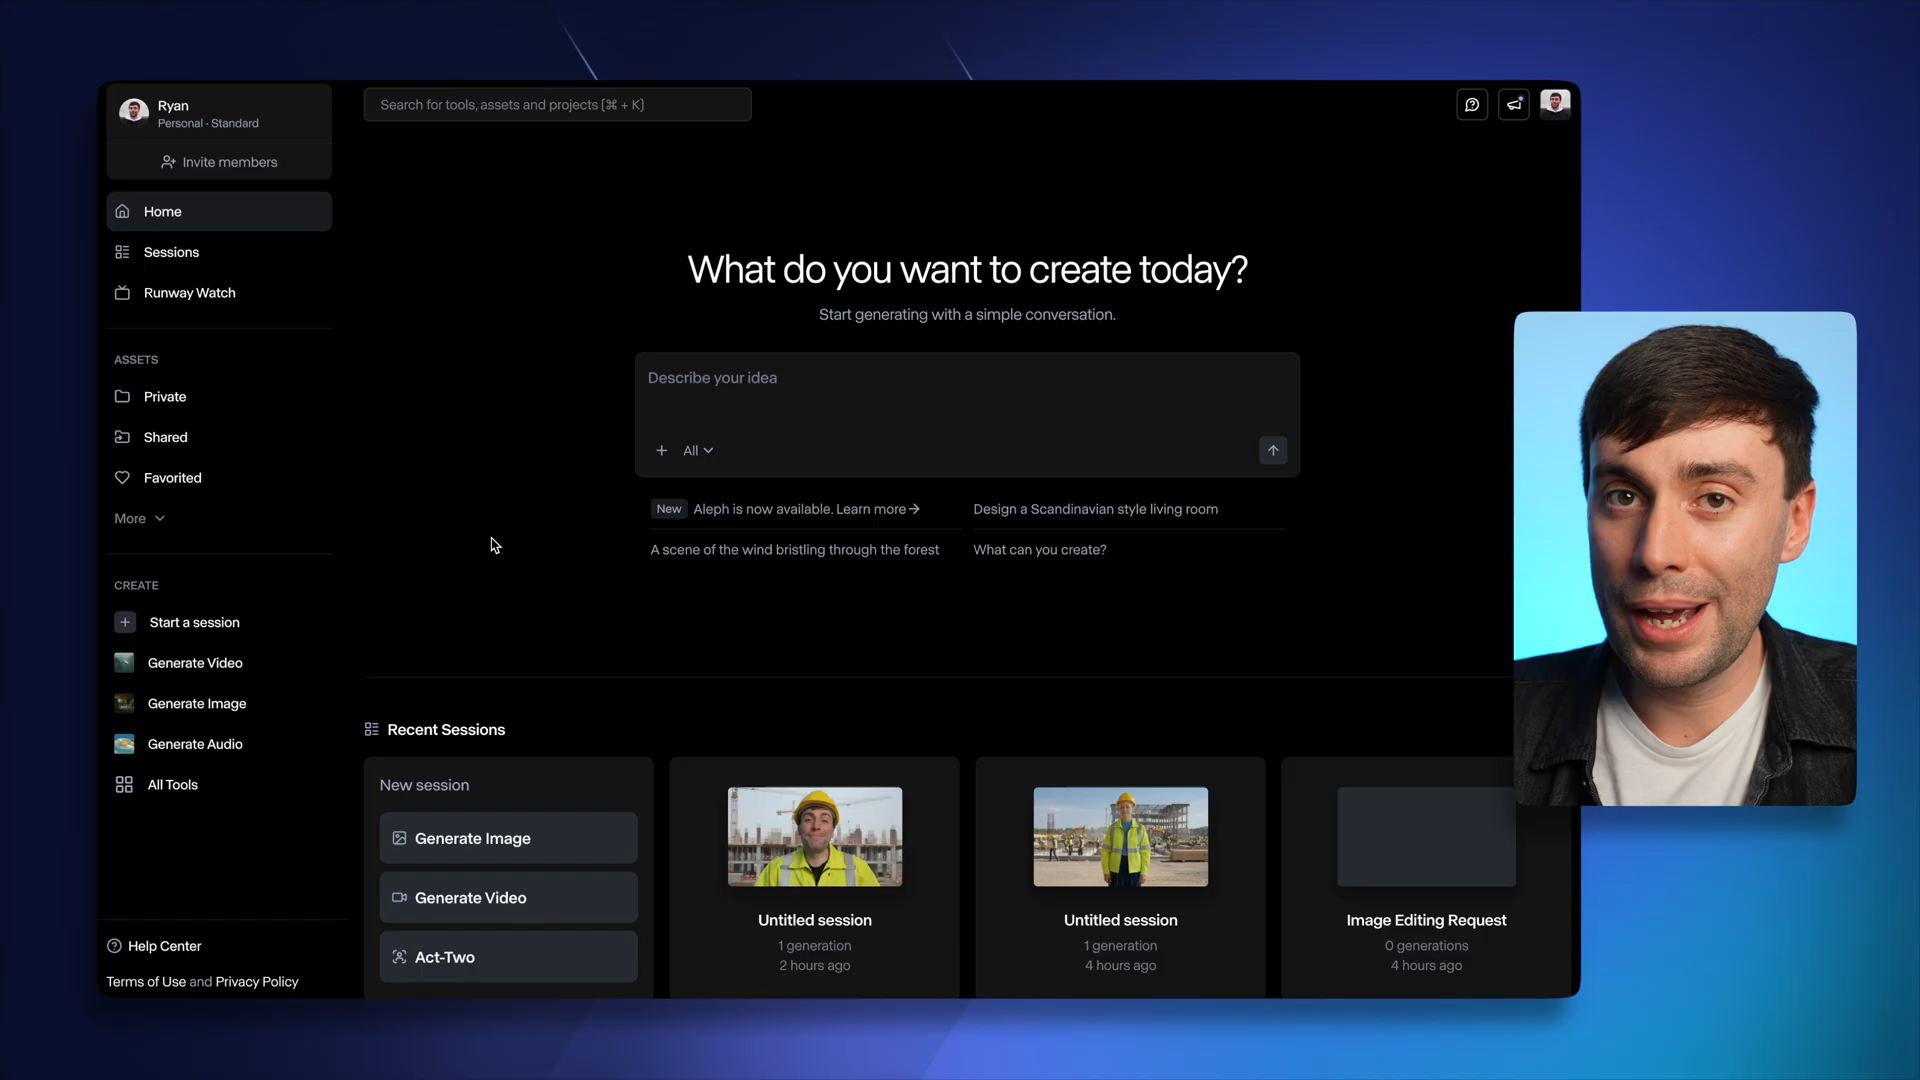 Ryan
Personal · Standard
Invite members
Home
Sessions
Runway Watch
ASSETS
Private
Shared
Favorited
More
CREATE
Start a session
Generate Video
Generate Image
Generate Audio
All Tools
Help Center
Terms of Use and Privacy Policy
Search for tools, assets and projects (⌘ + K)
What do you want to create today?
Start generating with a simple conversation.
Describe your idea
All
New Aleph is now available. Learn more →
Design a Scandinavian style living room
A scene of the wind bristling through the forest
What can you create?
Recent Sessions
New session
Generate Image
Generate Video
Act-Two
Untitled session
1 generation
2 hours ago
Untitled session
1 generation
4 hours ago
Image Editing Request
0 generations
4 hours ago